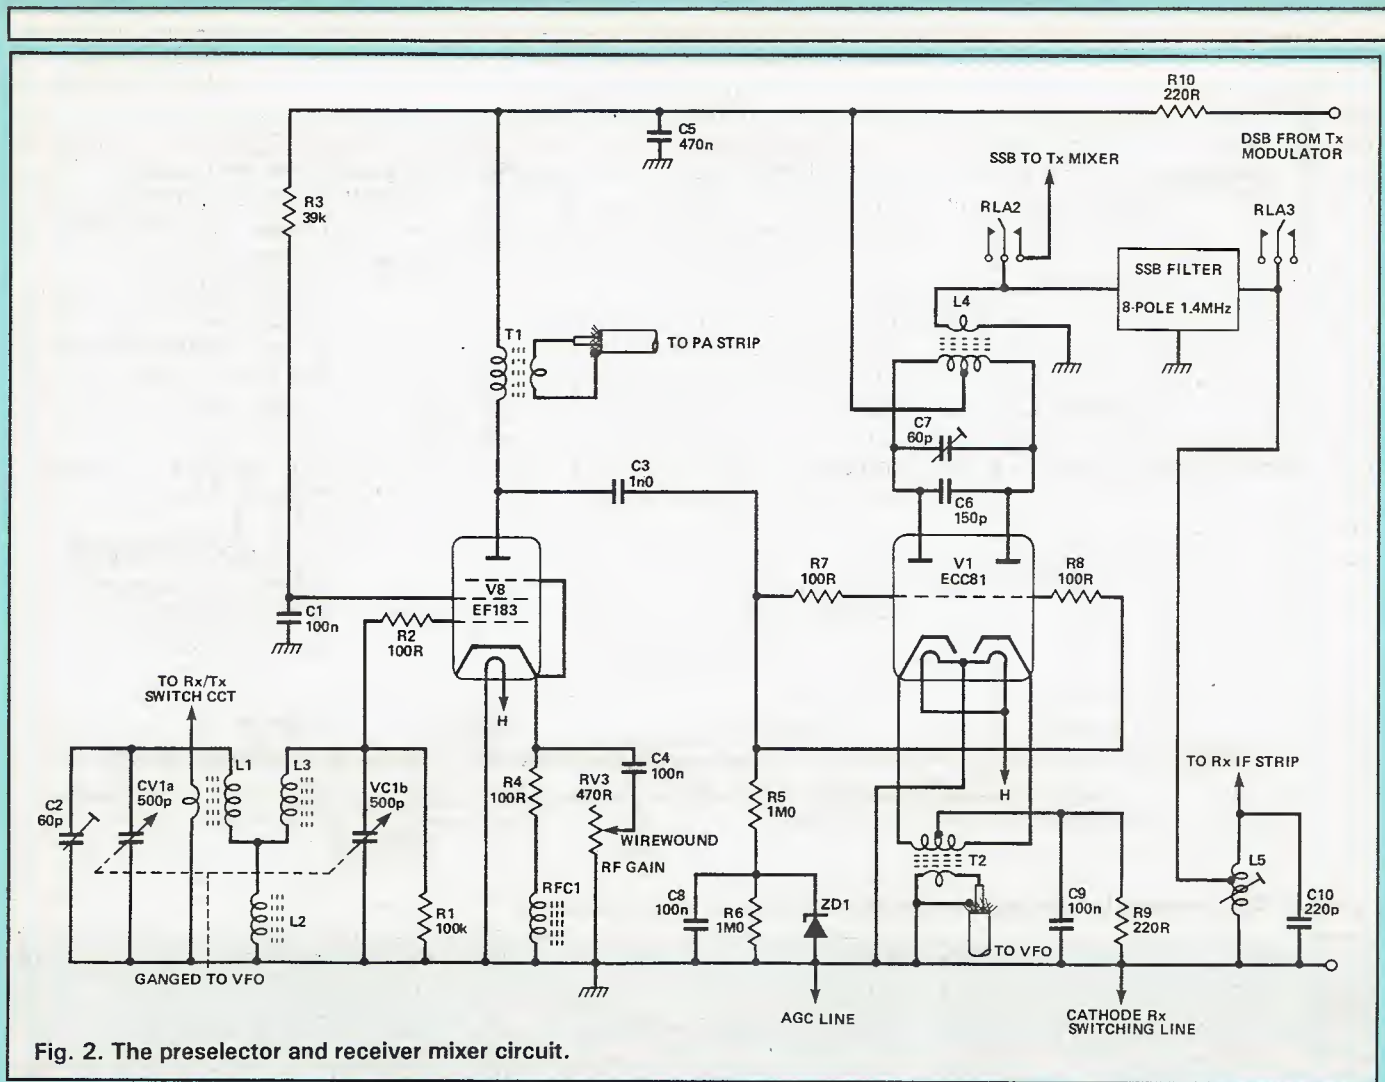 R10
220R
DSB FROM Tx
MODULATOR
C5
470n
SSB TO Tx MIXER
RLA2
RLA3
R3
39k
SSB FILTER
8-POLE 1.4MHz
L4
T1
TO PA STRIP
C7
60p
C3
1n0
C6
150p
V1
ECC81
R7
100R
R8
100R
V8
EF183
C1
100n
R2
100R
TO Rx/Tx
SWITCH CCT
H
H
L1
L3
C2
60p
CV1a
500p
VC1b
500p
R4
100R
RV3
470R
C4
100n
WIREWOUND
RF GAIN
R5
1M0
TO Rx IF STRIP
T2
L5
L2
R1
100k
RFC1
C8
100n
R6
1M0
ZD1
C9
100n
R9
220R
C10
220p
TO VFO
GANGED TO VFO
AGC LINE
CATHODE Rx
SWITCHING LINE
Fig. 2. The preselector and receiver mixer circuit.